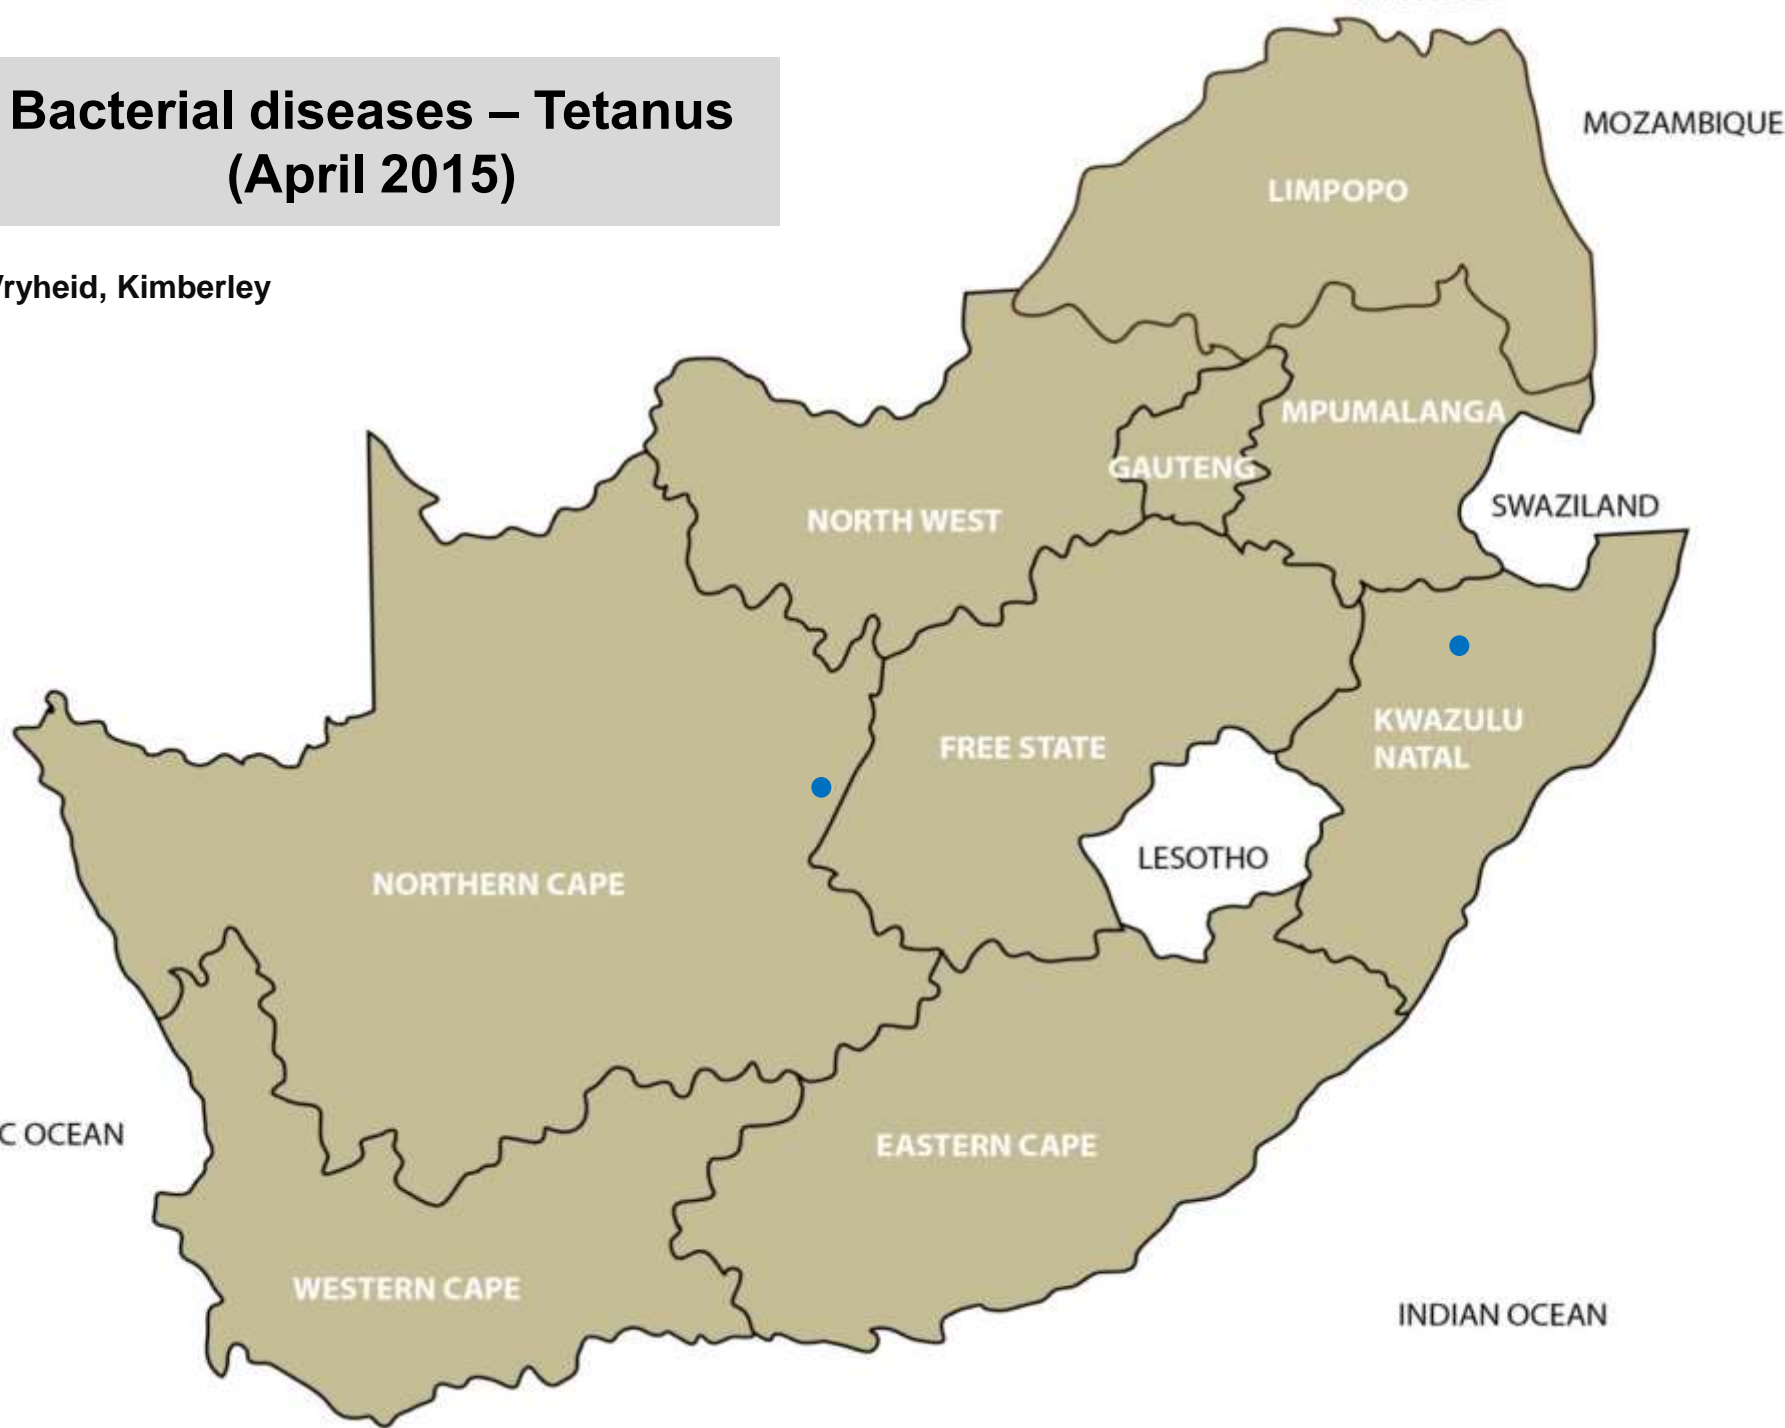 Bacterial diseases – Tetanus
(April 2015)
MOZAMBIQUE
LIMPOPO
Kimberley
MPUMALANGA
GAUTENG
SWAZILAND
NORTH WEST
KWAZULU
NATAL
FREE STATE
LESOTHO
NORTHERN CAPE
OCEAN
EASTERN CAPE
WESTERN CAPE
INDIAN OCEAN